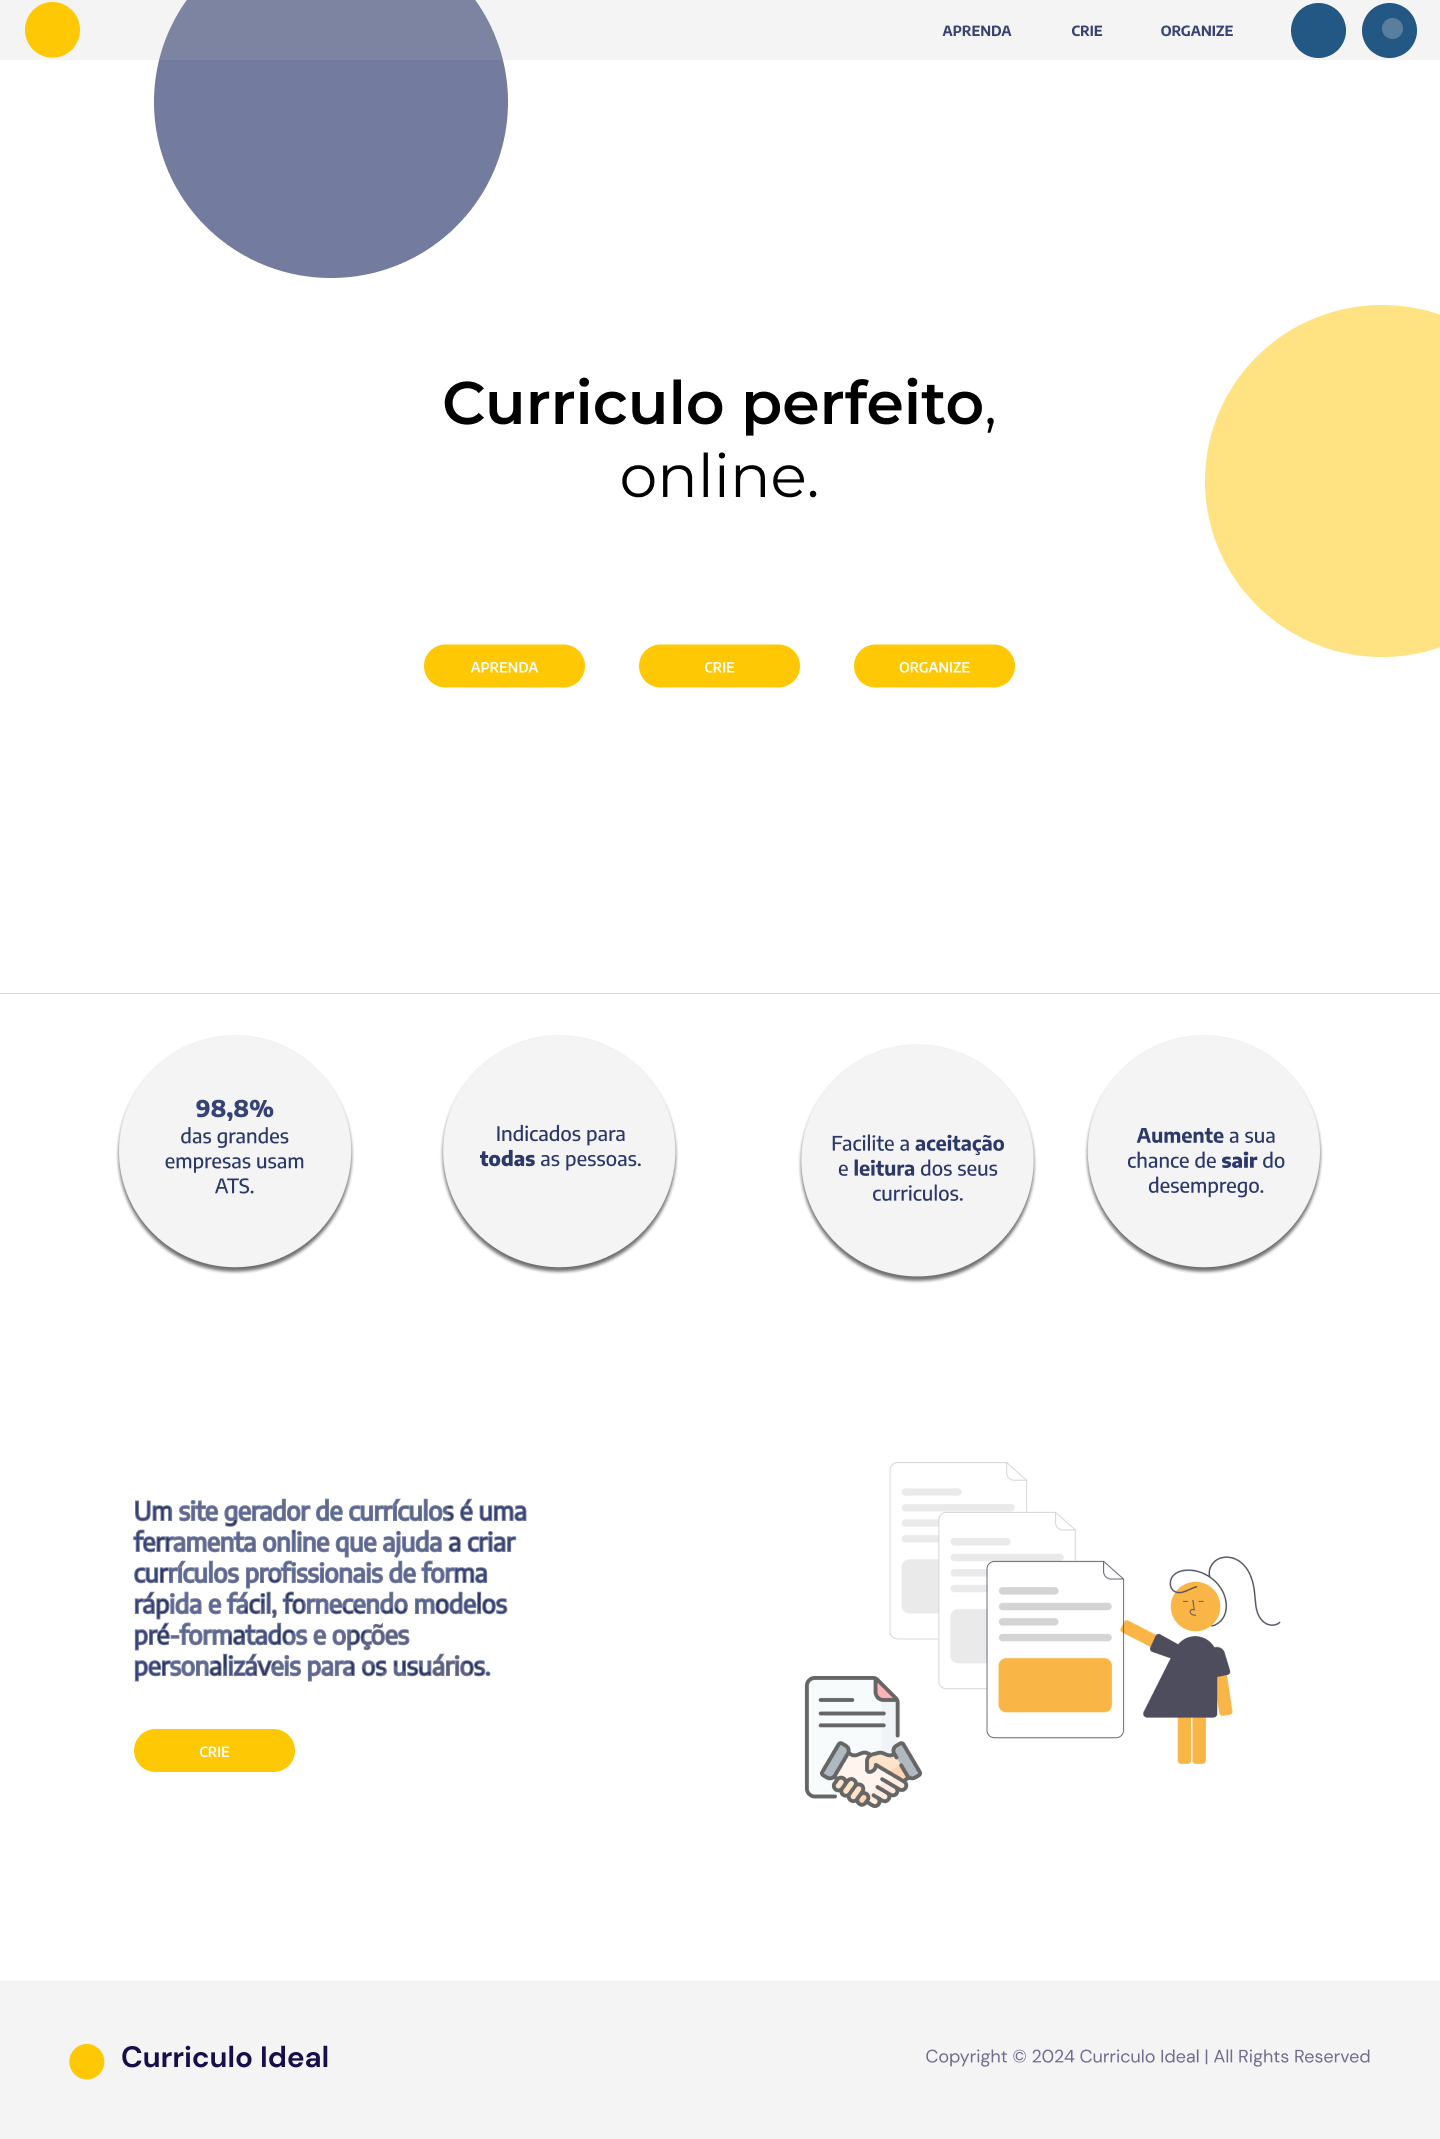 APRENDA CRIE ORGANIZE
Curriculo perfeito,
online.
APRENDA CRIE ORGANIZE
98,8%
das grandes
empresas usam
ATS.
Indicados para
todas as pessoas.
Facilite a aceitação
e leitura dos seus
curriculos.
Aumente a sua
chance de sair do
desemprego.
Um site gerador de currículos é uma
ferramenta online que ajuda a criar
currículos profissionais de forma
rápida e fácil, fornecendo modelos
pré-formatados e opções
personalizáveis para os usuários.
CRIE
Curriculo Ideal
Copyright © 2024 Curriculo Ideal | All Rights Reserved